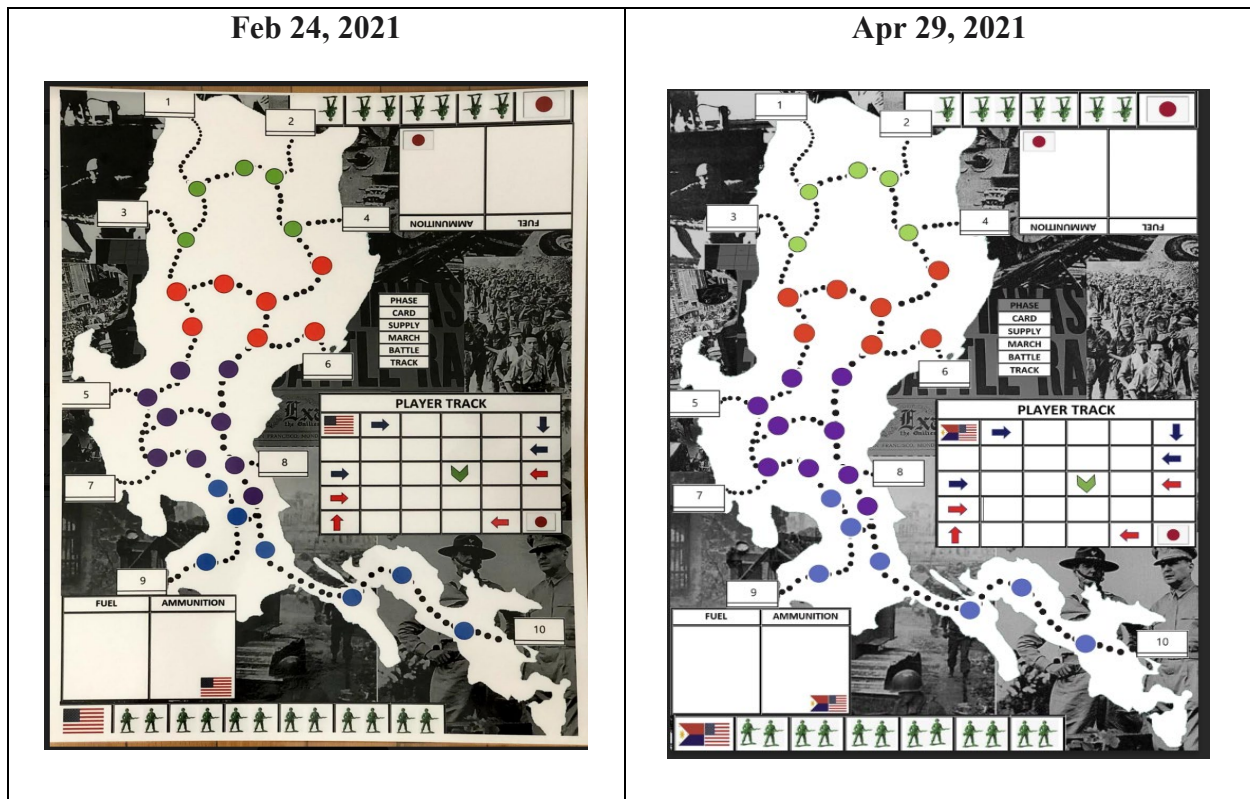 Feb 24, 2021
1
2
3
4
AMMUNITION
FUEL
PHASE
CARD
SUPPLY
MARCH
BATTLE
TRACK
6
5
PLAYER TRACK
8
7
9
FUEL
AMMUNITION
10
Apr 29, 2021
1
2
3
4
AMMUNITION
FUEL
PHASE
CARD
SUPPLY
MARCH
BATTLE
TRACK
6
5
PLAYER TRACK
8
7
9
FUEL
AMMUNITION
10